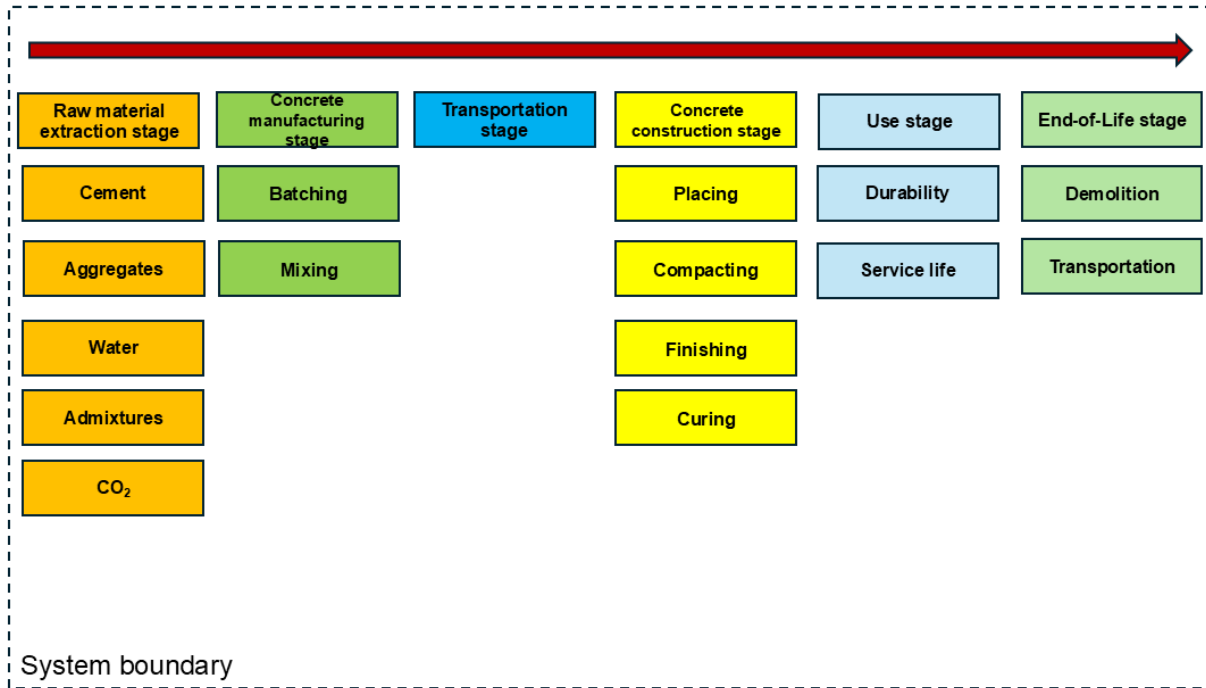 Raw material
extraction stage
Concrete
manufacturing
stage
Transportation
stage
Concrete
construction stage
Use stage
End-of-Life stage
Cement
Batching
Placing
Durability
Demolition
Aggregates
Mixing
Compacting
Service life
Transportation
Water
Finishing
Admixtures
Curing
CO₂
System boundary